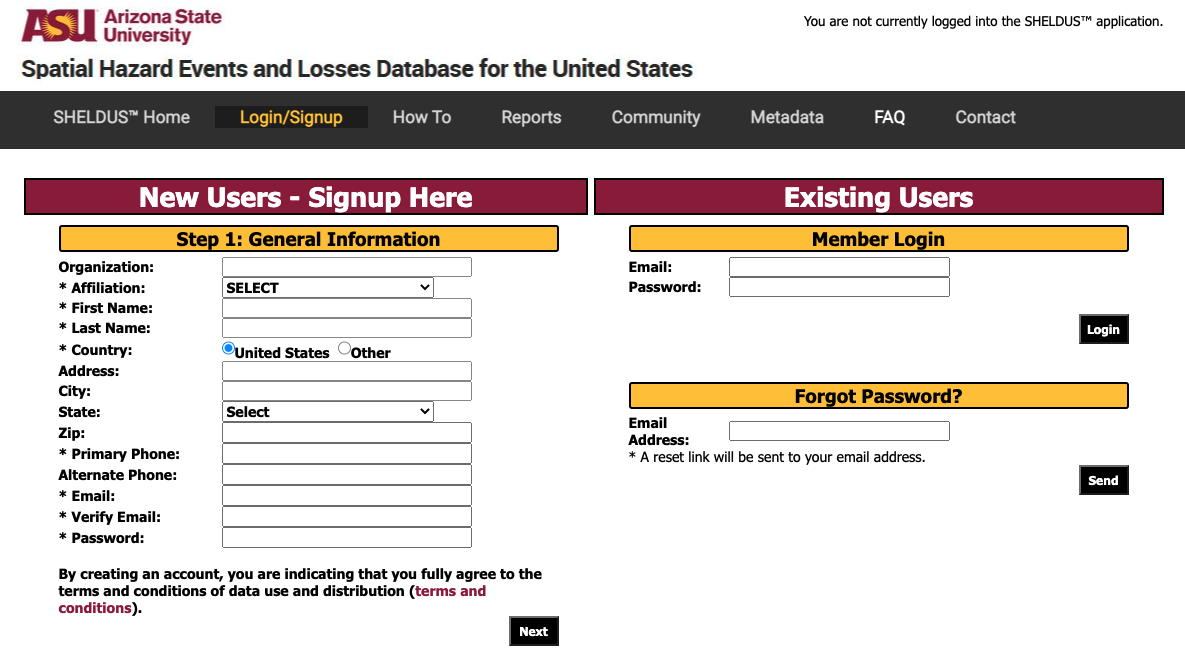 ASU Arizona State University
You are not currently logged into the SHELDUS™ application.
Spatial Hazard Events and Losses Database for the United States
SHELDUS™ Home Login/Signup How To Reports Community Metadata FAQ Contact
New Users - Signup Here
Step 1: General Information
Organization:
* Affiliation: SELECT
* First Name:
* Last Name:
* Country: United States Other
Address:
City:
State: Select
Zip:
* Primary Phone:
Alternate Phone:
* Email:
* Verify Email:
* Password:
By creating an account, you are indicating that you fully agree to the
terms and conditions of data use and distribution (terms and
conditions).
Next
Existing Users
Member Login
Email:
Password:
Login
Forgot Password?
Email
Address:
* A reset link will be sent to your email address.
Send